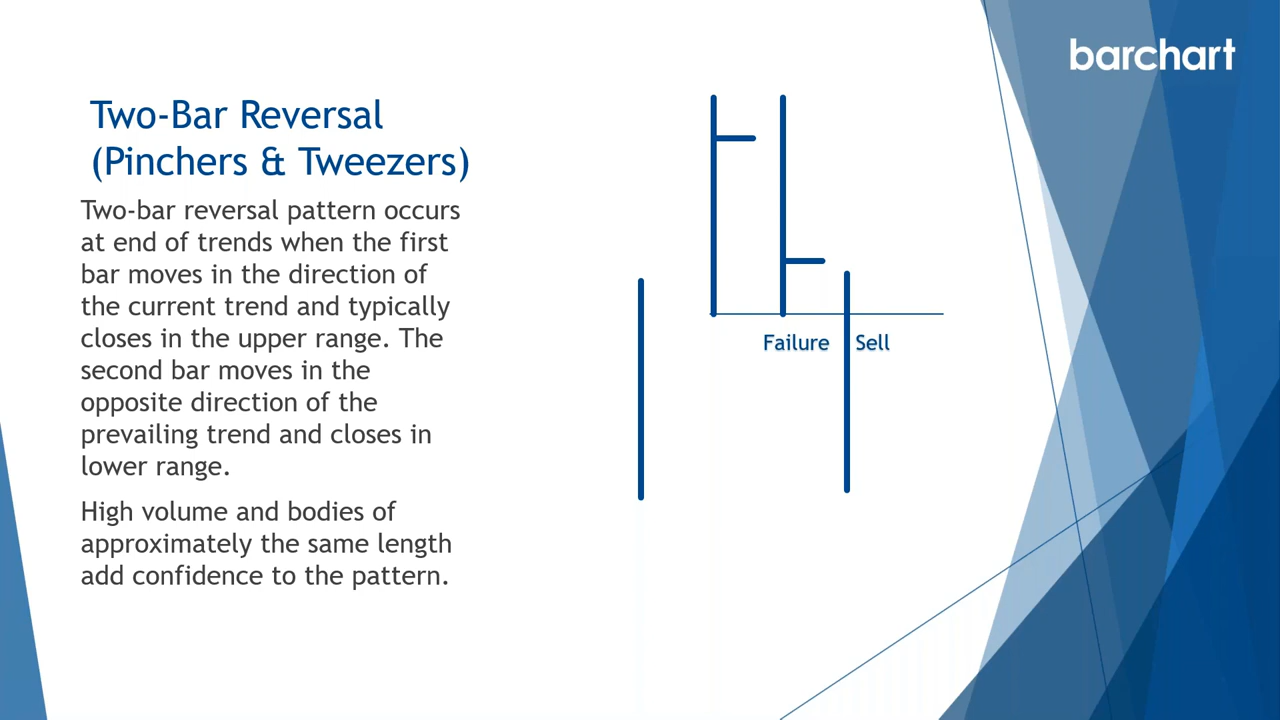 barchart
Two-Bar Reversal
(Pinchers & Tweezers)
Two-bar reversal pattern occurs
at end of trends when the first
bar moves in the direction of
the current trend and typically
closes in the upper range. The
second bar moves in the
opposite direction of the
prevailing trend and closes in
lower range.
High volume and bodies of
approximately the same length
add confidence to the pattern.
Failure
Sell